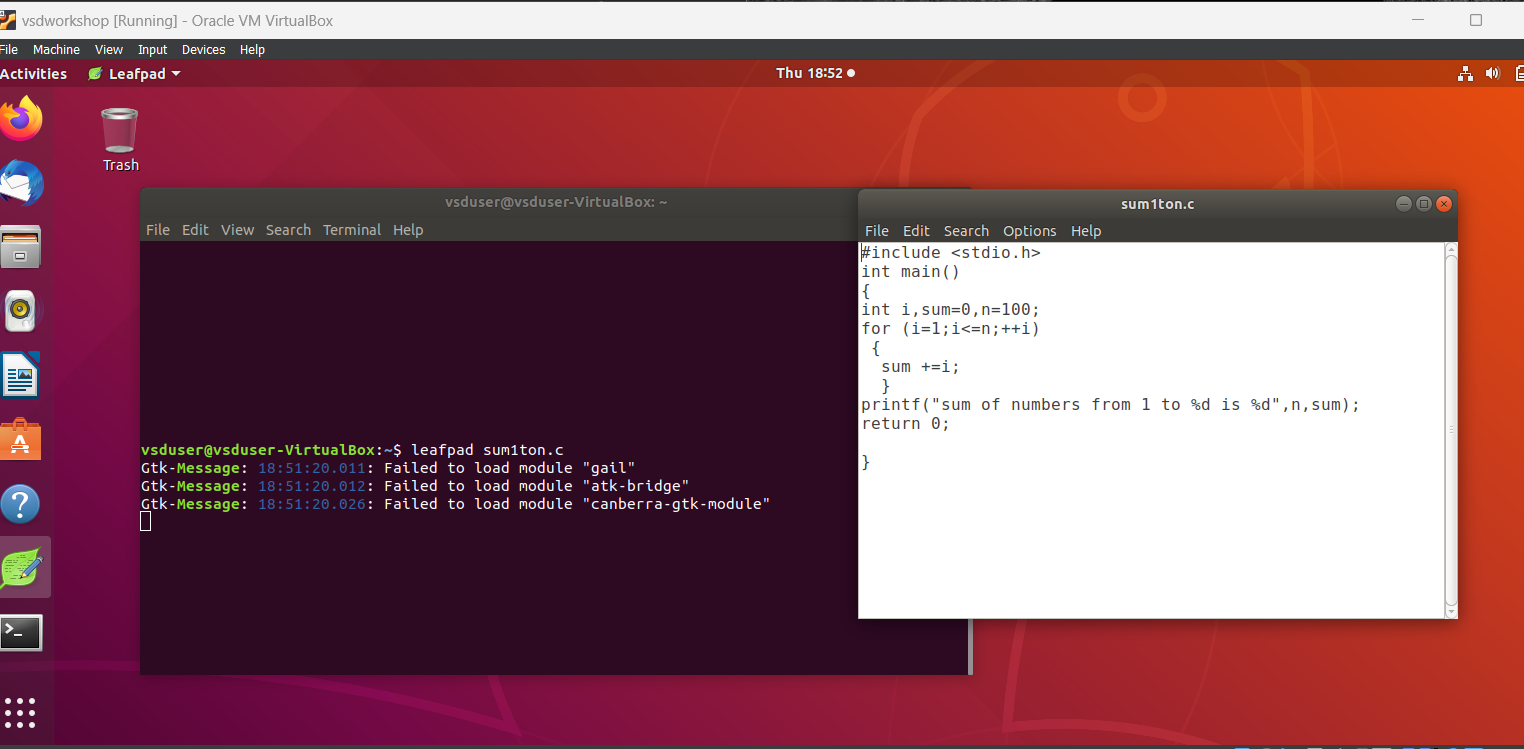 vsdworkshop [Running] - Oracle VM VirtualBox
File Machine View Input Devices Help
Activities Leafpad Thu 18:52
Trash
vsduser@vsduser-VirtualBox: ~
File Edit View Search Terminal Help
vsduser@vsduser-VirtualBox:~$ leafpad sum1ton.c
Gtk-Message: 18:51:20.011: Failed to load module "gail"
Gtk-Message: 18:51:20.012: Failed to load module "atk-bridge"
Gtk-Message: 18:51:20.026: Failed to load module "canberra-gtk-module"
sum1ton.c
File Edit Search Options Help
#include <stdio.h>
int main()
{
int i,sum=0,n=100;
for (i=1;i<=n;++i)
 {
  sum +=i;
  }
printf("sum of numbers from 1 to %d is %d",n,sum);
return 0;
}